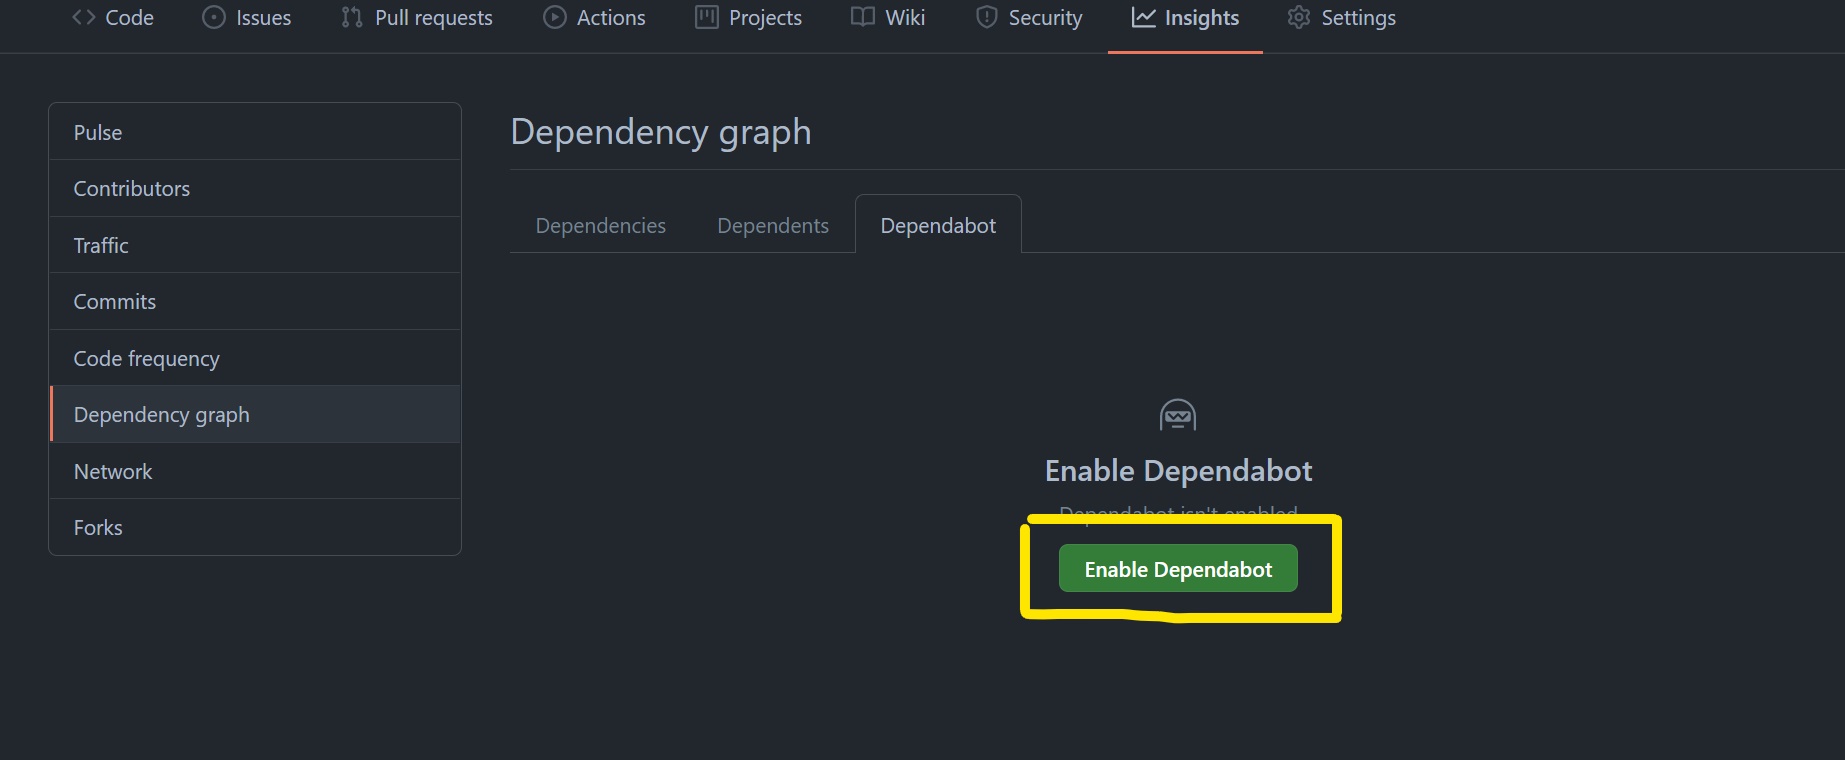 Code Issues Pull requests Actions Projects Wiki Security Insights Settings
Pulse
Contributors
Traffic
Commits
Code frequency
Dependency graph
Network
Forks
Dependency graph
Dependencies Dependents Dependabot
Enable Dependabot
Dependabot isn't enabled
Enable Dependabot